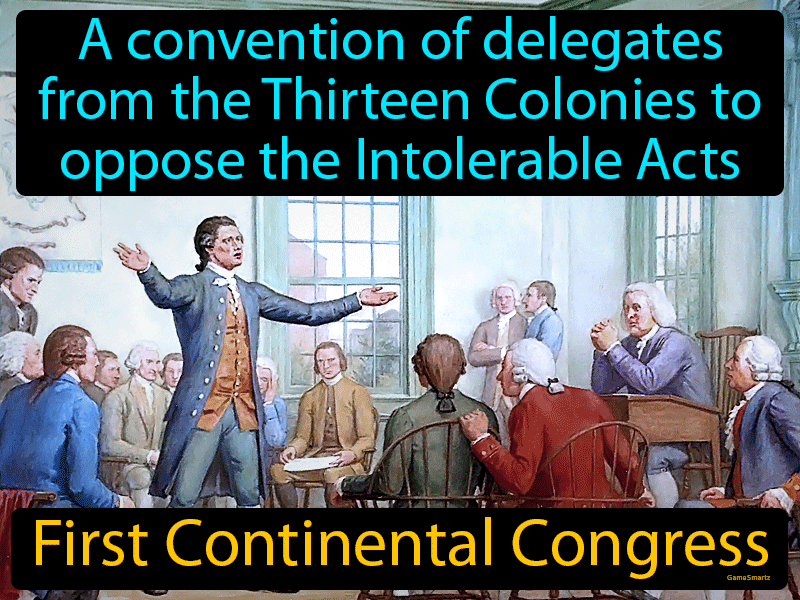 A convention of delegates
from the Thirteen Colonies to
oppose the Intolerable Acts
First Continental Congress
GameSmartz